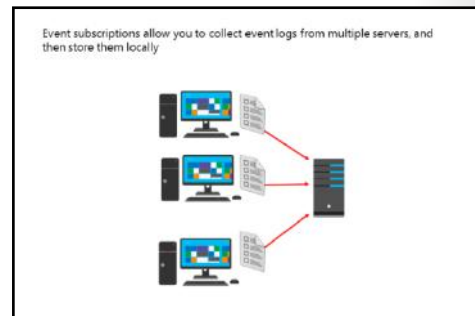 Event subscriptions allow you to collect event logs from multiple servers, and
then store them locally